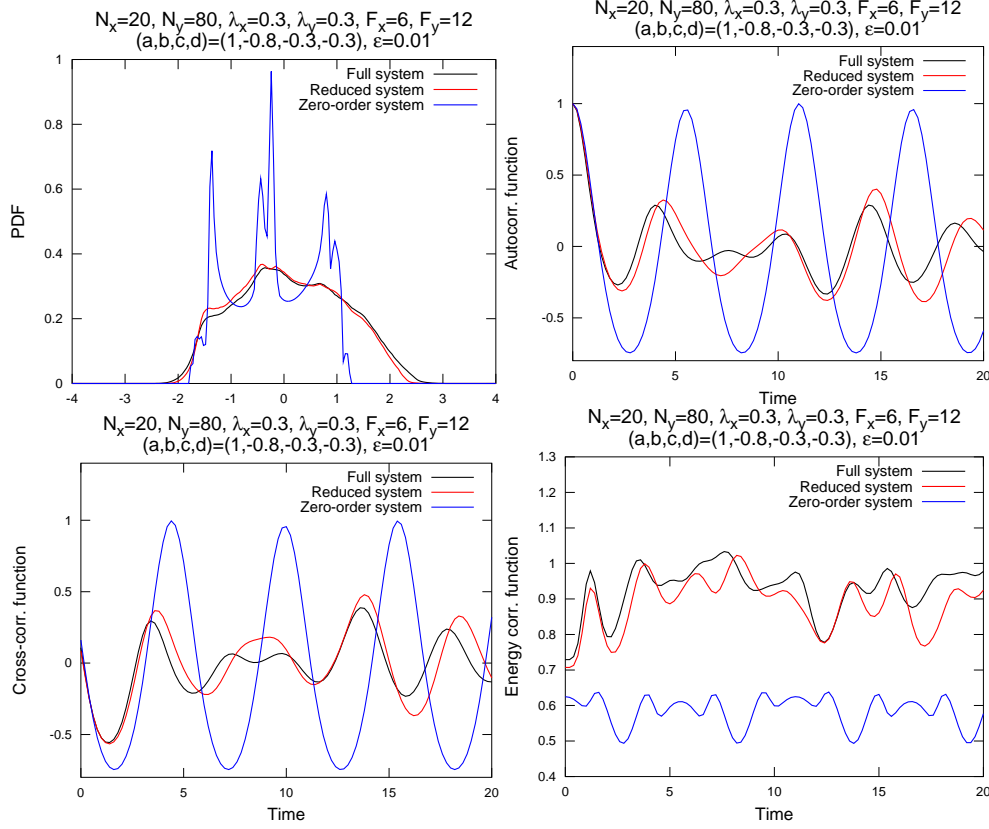 N_x=20, N_y=80, λ_x=0.3, λ_y=0.3, F_x=6, F_y=12
(a,b,c,d)=(1,-0.8,-0.3,-0.3), ε=0.01
Full system
Reduced system
Zero-order system
PDF
1
0.8
0.6
0.4
0.2
0
-4 -3 -2 -1 0 1 2 3 4
N_x=20, N_y=80, λ_x=0.3, λ_y=0.3, F_x=6, F_y=12
(a,b,c,d)=(1,-0.8,-0.3,-0.3), ε=0.01
Full system
Reduced system
Zero-order system
Autocorr. function
1
0.5
0
-0.5
0 5 10 15 20
Time
N_x=20, N_y=80, λ_x=0.3, λ_y=0.3, F_x=6, F_y=12
(a,b,c,d)=(1,-0.8,-0.3,-0.3), ε=0.01
Full system
Reduced system
Zero-order system
Cross-corr. function
1
0.5
0
-0.5
0 5 10 15 20
Time
N_x=20, N_y=80, λ_x=0.3, λ_y=0.3, F_x=6, F_y=12
(a,b,c,d)=(1,-0.8,-0.3,-0.3), ε=0.01
Full system
Reduced system
Zero-order system
Energy corr. function
1.3
1.2
1.1
1
0.9
0.8
0.7
0.6
0.5
0.4
0 5 10 15 20
Time